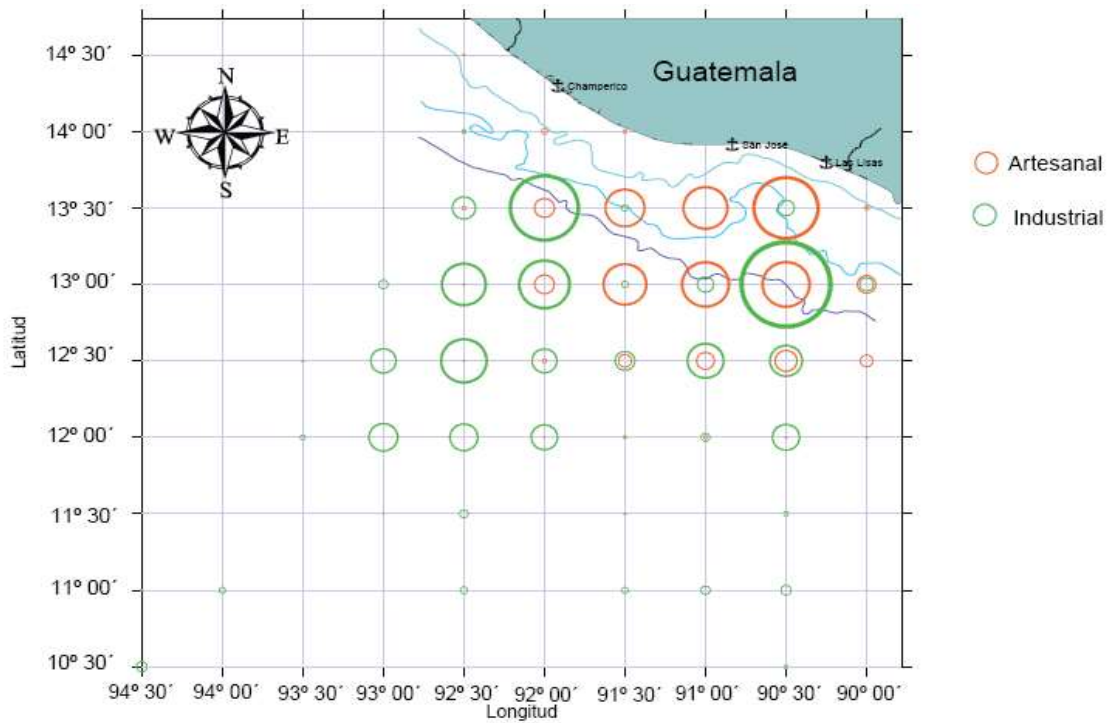 14º 30´
14º 00´
13º 30´
13º 00´
12º 30´
12º 00´
11º 30´
11º 00´
10º 30´
Latitud
N
W E
S
Guatemala
Champerico
San José
Las Lisas
Artesanal
Industrial
94º 30´ 94º 00´ 93º 30´ 93º 00´ 92º 30´ 92º 00´ 91º 30´ 91º 00´ 90º 30´ 90º 00´
Longitud